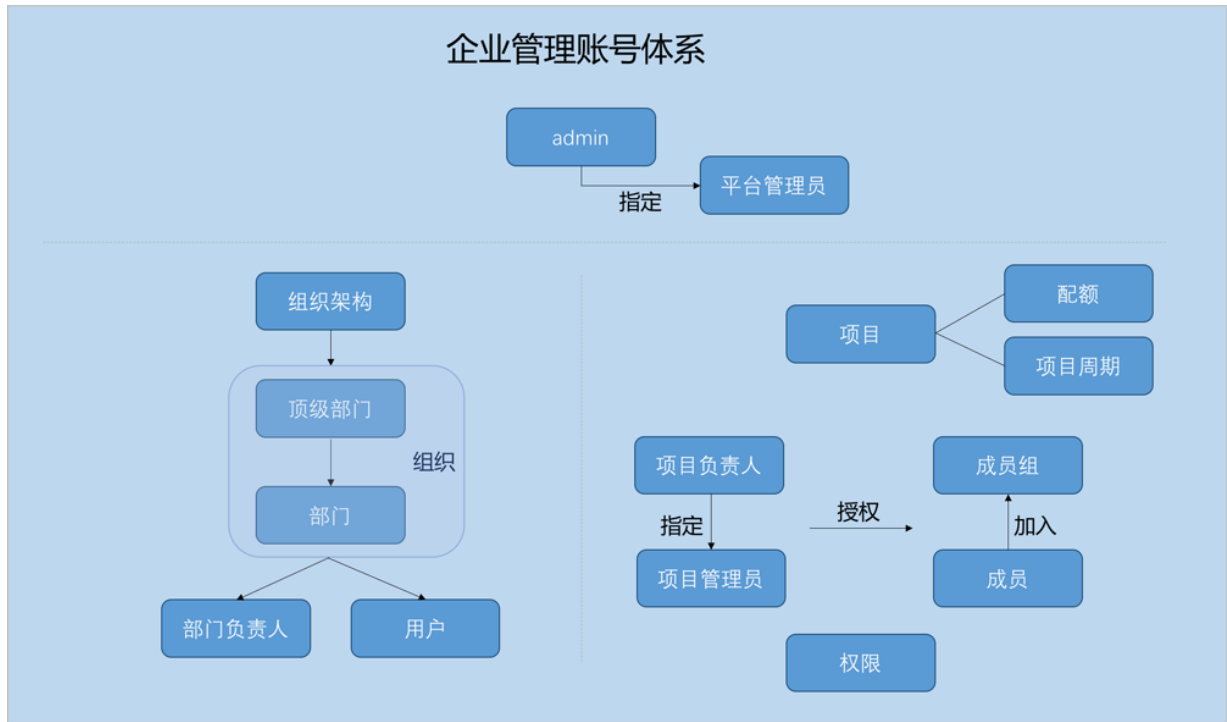 企业管理账号体系
admin
平台管理员
指定
组织架构
顶级部门
组织
部门
部门负责人
用户
项目
配额
项目周期
项目负责人
指定
项目管理员
授权
成员组
加入
成员
权限